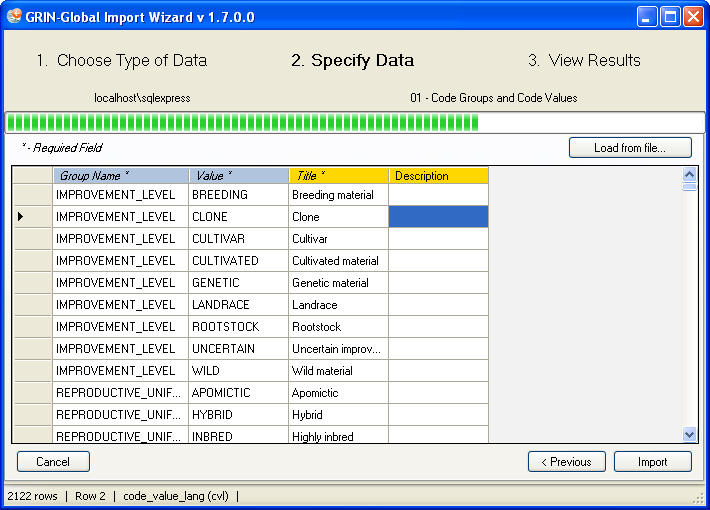 GRIN-Global Import Wizard v 1.7.0.0
1. Choose Type of Data 2. Specify Data 3. View Results
localhost\sqlexpress 01 - Code Groups and Code Values
* - Required Field Load from file...
Group Name * Value * Title * Description
IMPROVEMENT_LEVEL BREEDING Breeding material
IMPROVEMENT_LEVEL CLONE Clone
IMPROVEMENT_LEVEL CULTIVAR Cultivar
IMPROVEMENT_LEVEL CULTIVATED Cultivated material
IMPROVEMENT_LEVEL GENETIC Genetic material
IMPROVEMENT_LEVEL LANDRACE Landrace
IMPROVEMENT_LEVEL ROOTSTOCK Rootstock
IMPROVEMENT_LEVEL UNCERTAIN Uncertain improv...
IMPROVEMENT_LEVEL WILD Wild material
REPRODUCTIVE_UNIF... APOMICTIC Apomictic
REPRODUCTIVE_UNIF... HYBRID Hybrid
REPRODUCTIVE_UNIF... INBRED Highly inbred
Cancel < Previous Import
2122 rows | Row 2 | code_value_lang (cvl) |